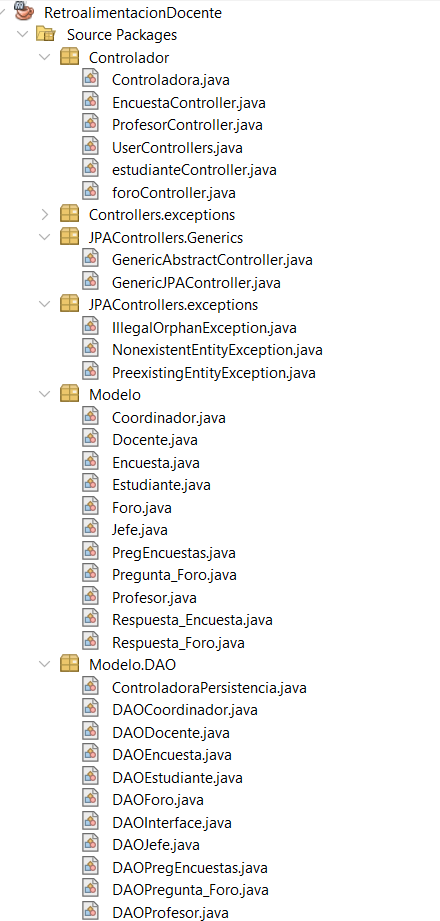 RetroalimentacionDocente
Source Packages
Controlador
Controladora.java
EncuestaController.java
ProfesorController.java
UserControllers.java
estudianteController.java
foroController.java
Controllers.exceptions
JPAControllers.Generics
GenericAbstractController.java
GenericJPAController.java
JPAControllers.exceptions
IllegalOrphanException.java
NonexistentEntityException.java
PreexistingEntityException.java
Modelo
Coordinador.java
Docente.java
Encuesta.java
Estudiante.java
Foro.java
Jefe.java
PregEncuestas.java
Pregunta_Foro.java
Profesor.java
Respuesta_Encuesta.java
Respuesta_Foro.java
Modelo.DAO
ControladoraPersistencia.java
DAOCoordinador.java
DAODocente.java
DAOEncuesta.java
DAOEstudiante.java
DAOForo.java
DAOInterface.java
DAOJefe.java
DAOPregEncuestas.java
DAOPregunta_Foro.java
DAOProfesor.java